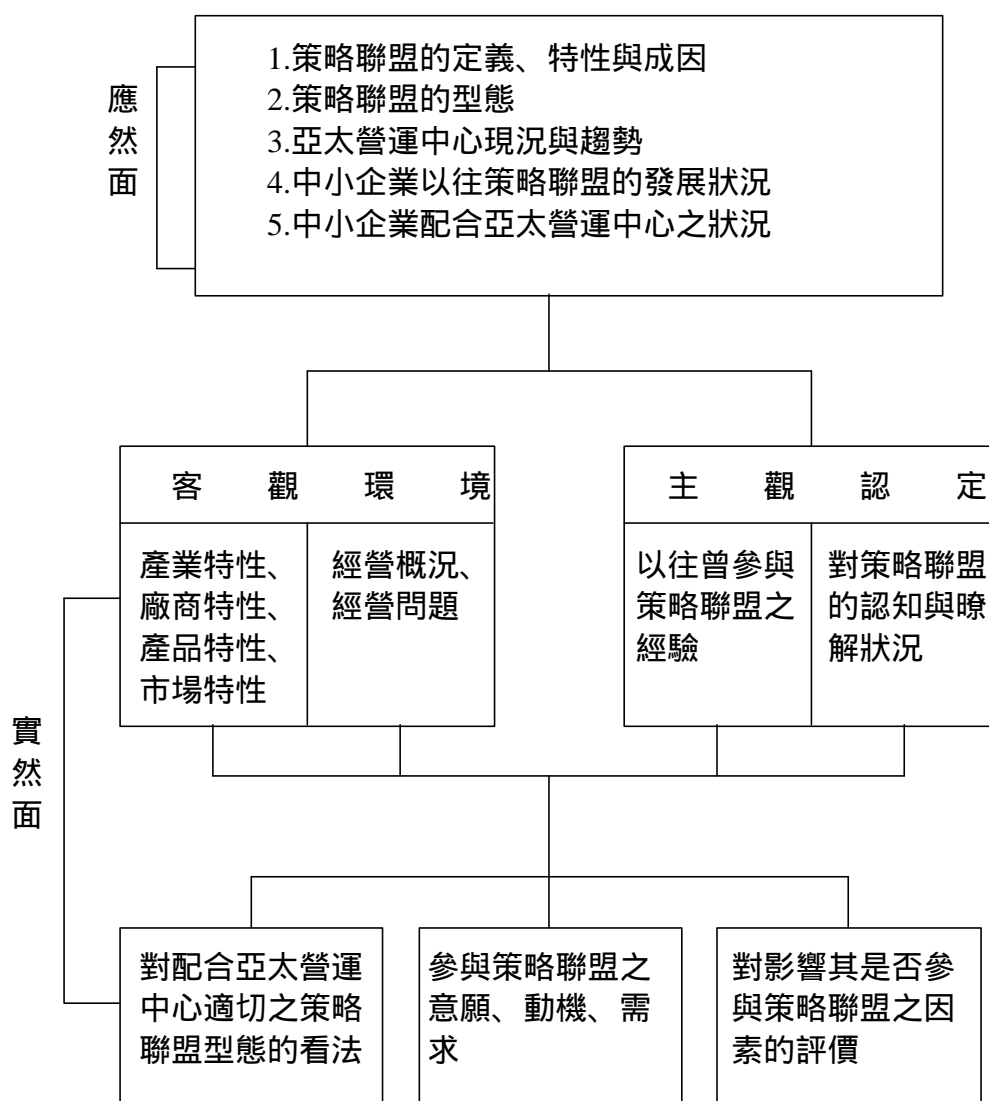 應然面
1.策略聯盟的定義、特性與成因
2.策略聯盟的型態
3.亞太營運中心現況與趨勢
4.中小企業以往策略聯盟的發展狀況
5.中小企業配合亞太營運中心之狀況
客觀環境
產業特性、
廠商特性、
產品特性、
市場特性
經營概況、
經營問題
主觀認定
以往曾參與
策略聯盟之
經驗
對策略聯盟
的認知與瞭
解狀況
實然面
對配合亞太營運
中心適切之策略
聯盟型態的看法
參與策略聯盟之
意願、動機、需
求
對影響其是否參
與策略聯盟之因
素的評價